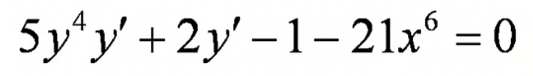 5y⁴y′ + 2y′ − 1 − 21x⁶ = 0